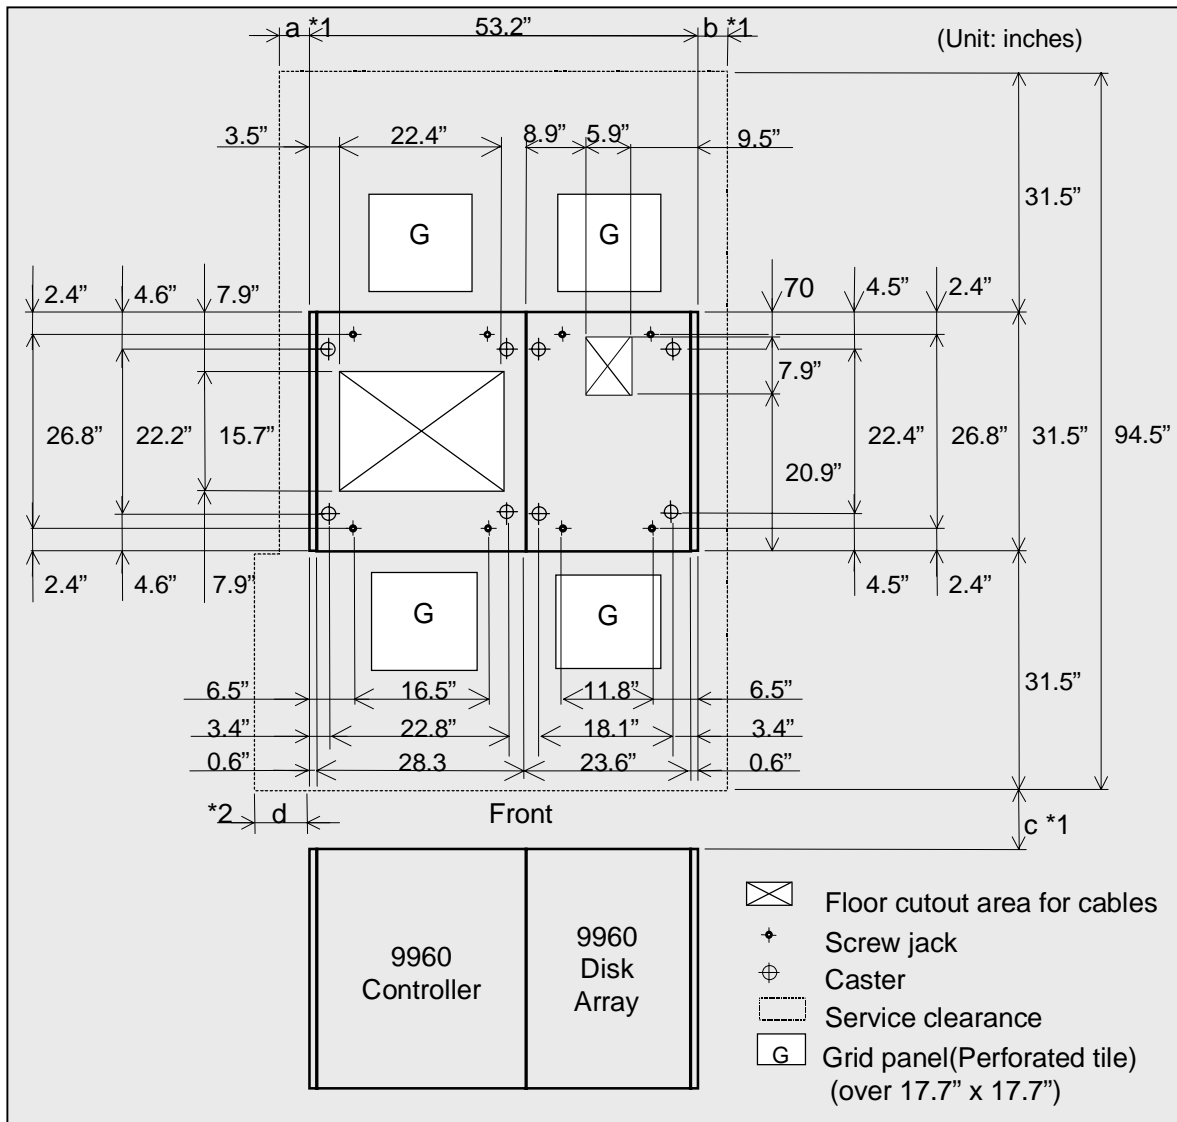 a *1 53.2” b *1
(Unit: inches)
3.5” 22.4” 8.9” 5.9” 9.5”
31.5”
G G
2.4” 4.6” 7.9” 70 4.5” 2.4”
7.9”
26.8” 22.2” 15.7” 22.4” 26.8” 31.5” 94.5”
20.9”
2.4” 4.6” 7.9” 4.5” 2.4”
G G
6.5” 16.5” 11.8” 6.5” 31.5”
3.4” 22.8” 18.1” 3.4”
0.6” 28.3 23.6” 0.6”
*2 d Front c *1
9960
Controller
9960
Disk
Array
Floor cutout area for cables
Screw jack
Caster
Service clearance
G Grid panel(Perforated tile)
(over 17.7” x 17.7”)